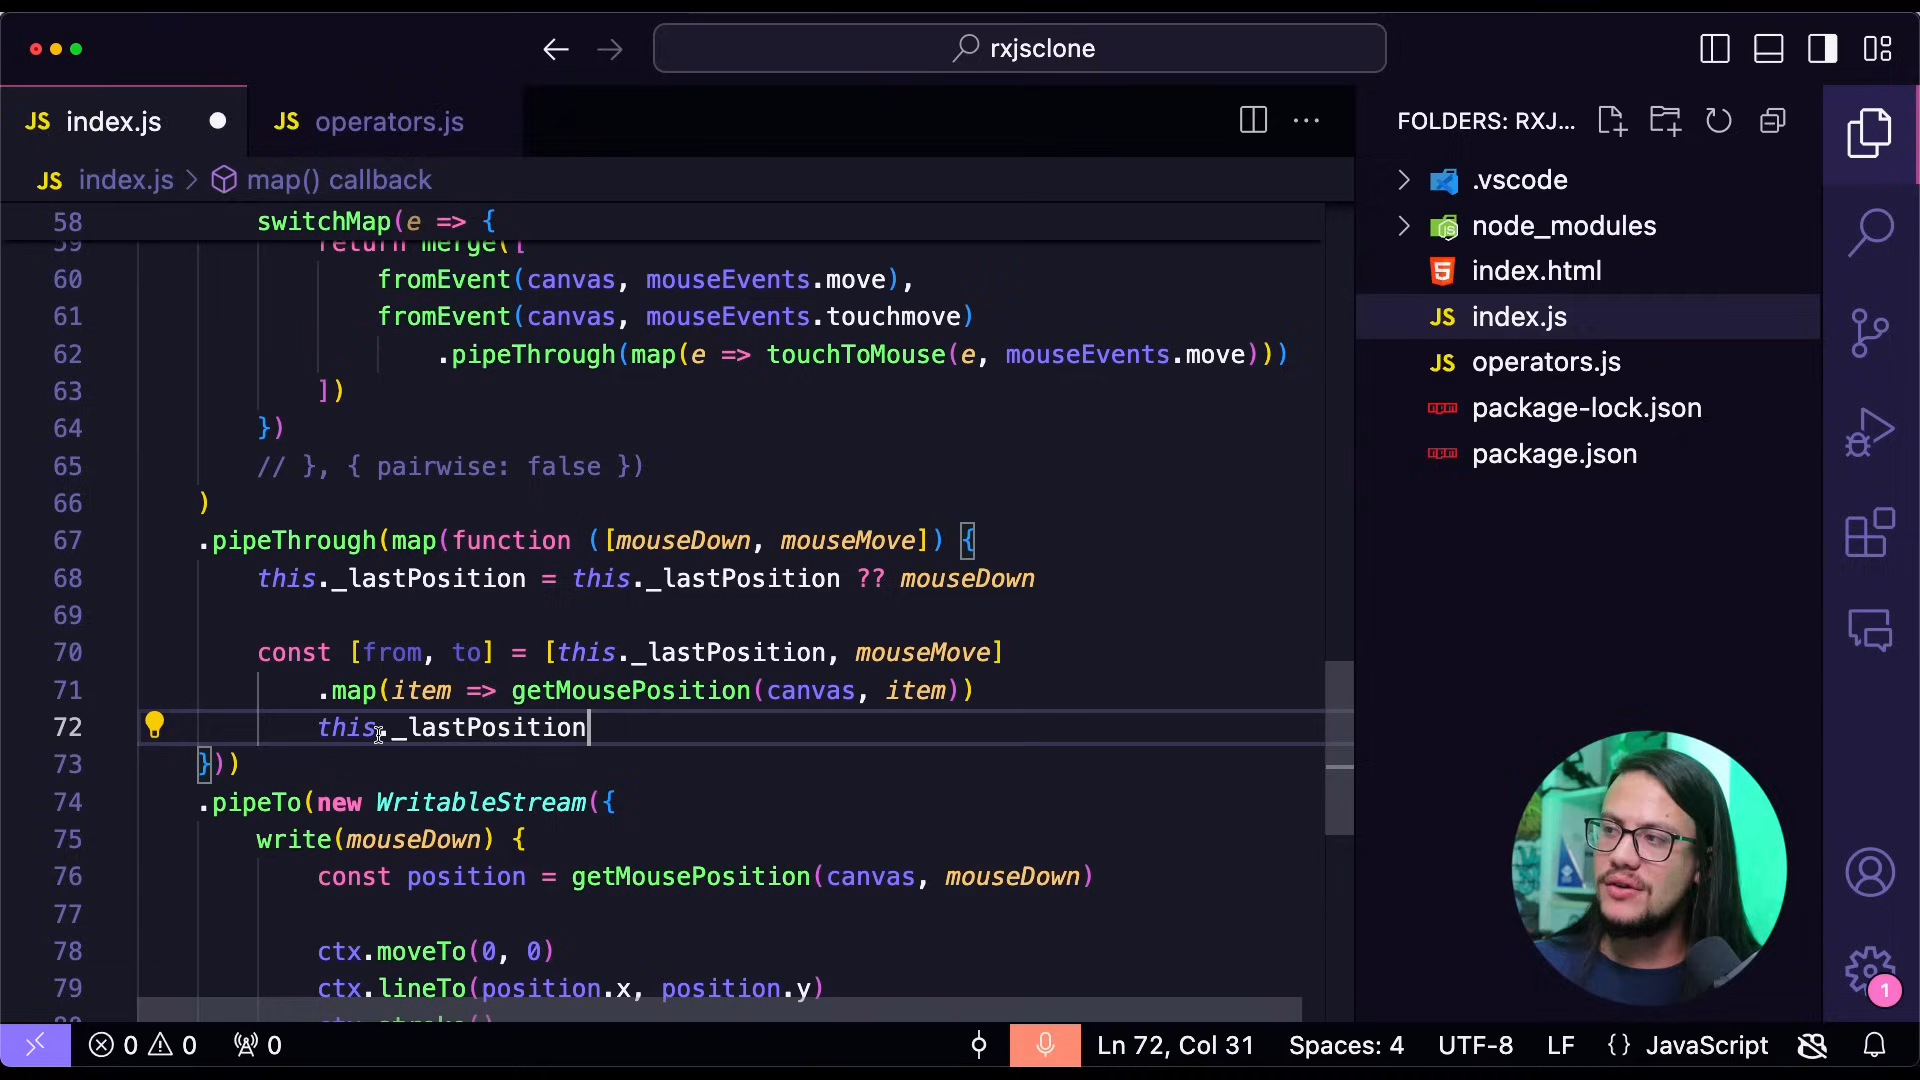 rxjsclone
JS index.js
JS operators.js
FOLDERS: RXJ...
JS index.js > map() callback
58 switchMap(e => {
59 return merge([
60 fromEvent(canvas, mouseEvents.move),
61 fromEvent(canvas, mouseEvents.touchmove)
62 .pipeThrough(map(e => touchToMouse(e, mouseEvents.move)))
63 ])
64 })
65 // }, { pairwise: false })
66 )
67 .pipeThrough(map(function ([mouseDown, mouseMove]) {
68 this._lastPosition = this._lastPosition ?? mouseDown
69
70 const [from, to] = [this._lastPosition, mouseMove]
71 .map(item => getMousePosition(canvas, item))
72 this._lastPosition
73 }))
74 .pipeTo(new WritableStream({
75 write(mouseDown) {
76 const position = getMousePosition(canvas, mouseDown)
77
78 ctx.moveTo(0, 0)
79 ctx.lineTo(position.x, position.y)
.vscode
node_modules
index.html
JS index.js
JS operators.js
package-lock.json
package.json
1
0 0 0
Ln 72, Col 31 Spaces: 4 UTF-8 LF {} JavaScript